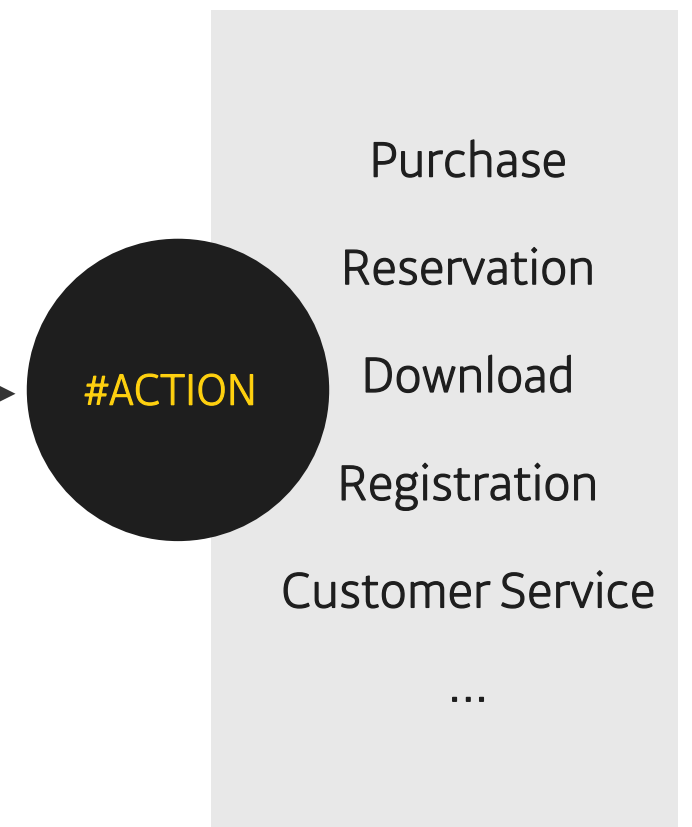 #ACTION
Purchase
Reservation
Download
Registration
Customer Service
...